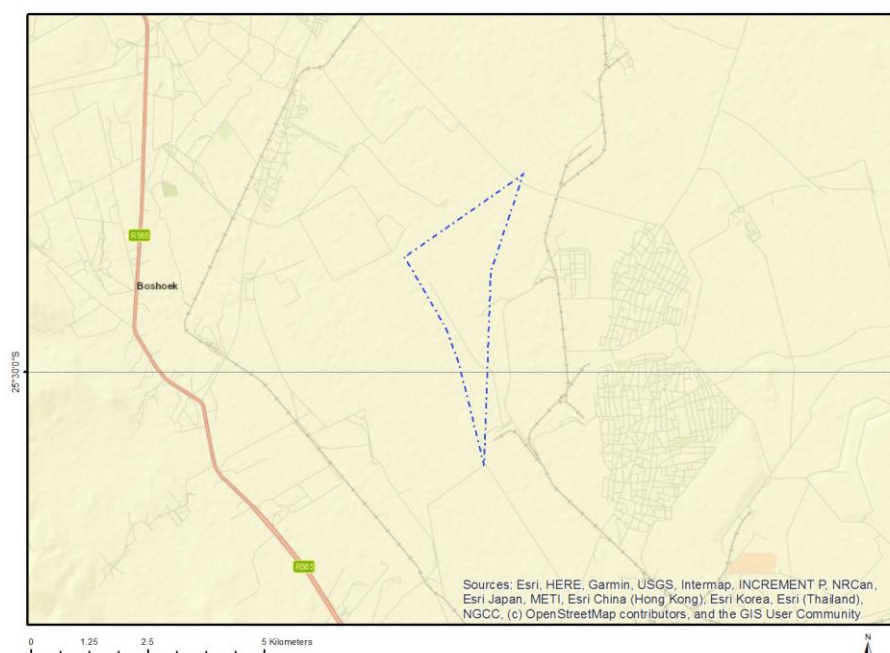 R565
Boshoek
25°30'0"S
R565
Sources: Esri, HERE, Garmin, USGS, Intermap, INCREMENT P, NRCan,
Esri Japan, METI, Esri China (Hong Kong), Esri Korea, Esri (Thailand),
NGCC, (c) OpenStreetMap contributors, and the GIS User Community
0 1.25 2.5 5 Kilometers
N